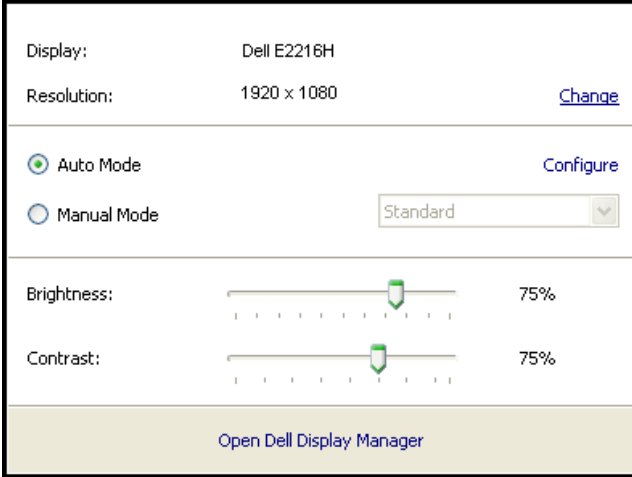 Display: Dell E2216H
Resolution: 1920 x 1080 Change
Auto Mode Configure
Manual Mode Standard
Brightness: 75%
Contrast: 75%
Open Dell Display Manager